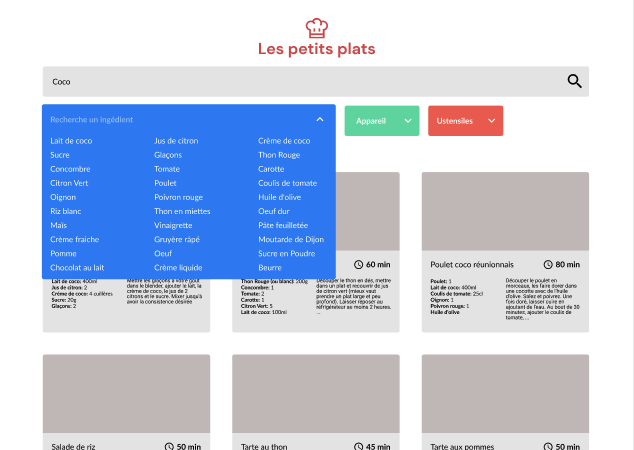 Les petits plats
Coco
Recherche un ingédient
Appareil
Ustensiles
Lait de coco
Jus de citron
Crème de coco
Sucre
Glaçons
Thon Rouge
Concombre
Tomate
Carotte
Citron Vert
Poulet
Coulis de tomate
Oignon
Poivron rouge
Huile d'olive
Riz blanc
Thon en miettes
Oeuf dur
Maïs
Vinaigrette
Pâte feuilletée
Crème fraiche
Gruyère râpé
Moutarde de Dijon
Pomme
Oeuf
Sucre en Poudre
Chocolat au lait
Crème liquide
Beurre
60 min
Poulet coco réunionnais
80 min
Lait de coco: 400ml
Jus de citron: 2
Crème de coco: 4 cuillères
Sucre: 20g
Glaçons: 2
Mettre les glaçons à votre goût
dans le blender, ajouter le lait, la
crème de coco, le jus de 2
citrons et le sucre. Mixer jusqu'à
avoir la consistence désirée
Thon Rouge (ou blanc): 200g
Concombre: 1
Tomate: 2
Carotte: 1
Citron Vert: 5
Lait de coco: 100ml
Découper le thon en dés, mettre
dans un plat et recouvrir de jus
de citron vert (mieux vaut
prendre un plat large et peu
profond). Laisser réposer au
réfrigérateur au moins 2 heures.
...
Poulet: 1
Lait de coco: 400ml
Coulis de tomate: 25cl
Oignon: 1
Poivron rouge: 1
Huile d'olive
Découper le poulet en
morceaux, les faire dorer dans
une cocotte avec de l'huile
d'olive. Salez et poivrez. Une
fois doré, laisser cuire en
ajoutant de l'eau. Au bout de 30
minutes, ajouter le coulis de
tomate,...
Salade de riz
50 min
Tarte au thon
45 min
Tarte aux pommes
50 min